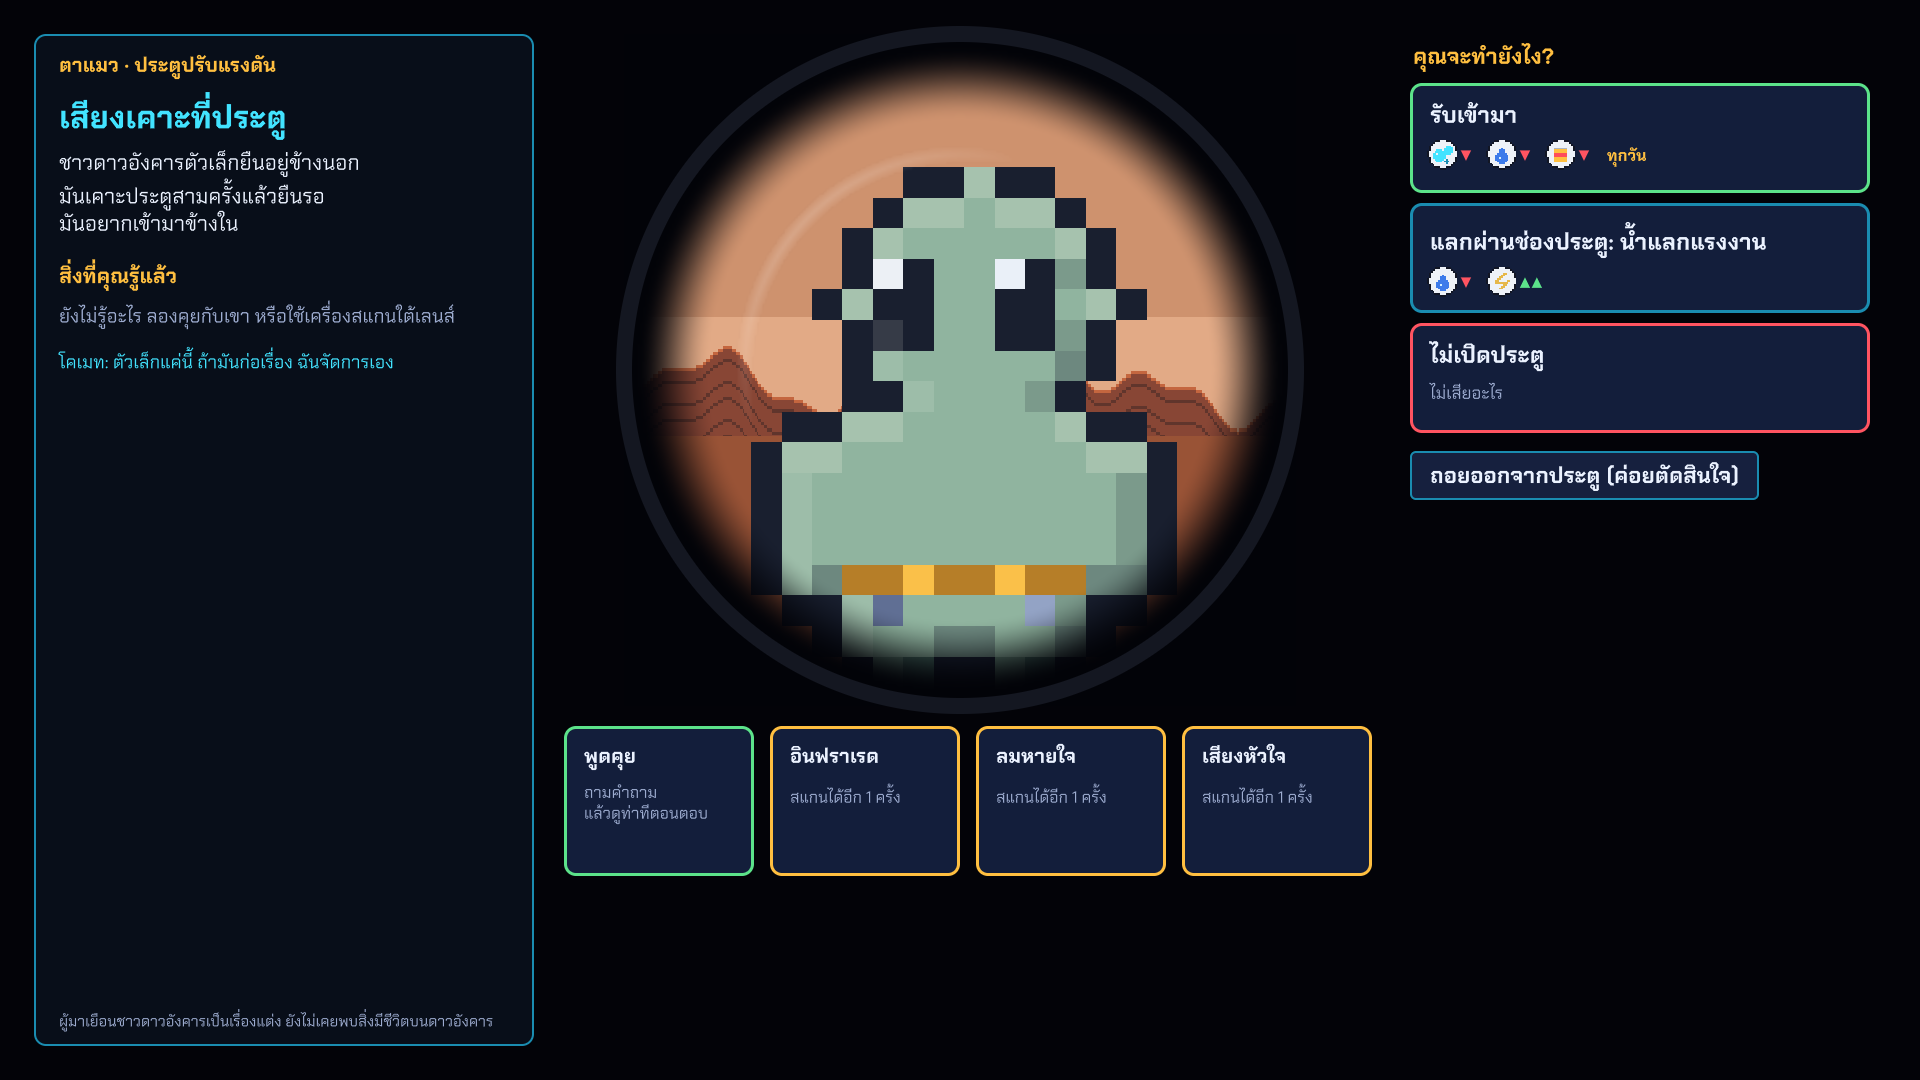 ตาแมว · ประตูปรับแรงดัน
เสียงเคาะที่ประตู
ชาวดาวอังคารตัวเล็กยืนอยู่ข้างนอก
มันเคาะประตูสามครั้งแล้วยืนรอ
มันอยากเข้ามาข้างใน
สิ่งที่คุณรู้แล้ว
ยังไม่รู้อะไร ลองคุยกับเขา หรือใช้เครื่องสแกนใต้เลนส์
โคเมท: ตัวเล็กแค่นี้ ถ้ามันก่อเรื่อง ฉันจัดการเอง
ผู้มาเยือนชาวดาวอังคารเป็นเรื่องแต่ง ยังไม่เคยพบสิ่งมีชีวิตบนดาวอังคาร
พูดคุย
ถามคำถาม
แล้วดูท่าทีตอนตอบ
อินฟราเรด
สแกนได้อีก 1 ครั้ง
ลมหายใจ
สแกนได้อีก 1 ครั้ง
เสียงหัวใจ
สแกนได้อีก 1 ครั้ง
คุณจะทำยังไง?
รับเข้ามา
ทุกวัน
แลกผ่านช่องประตู: น้ำแลกแรงงาน
ไม่เปิดประตู
ไม่เสียอะไร
ถอยออกจากประตู (ค่อยตัดสินใจ)